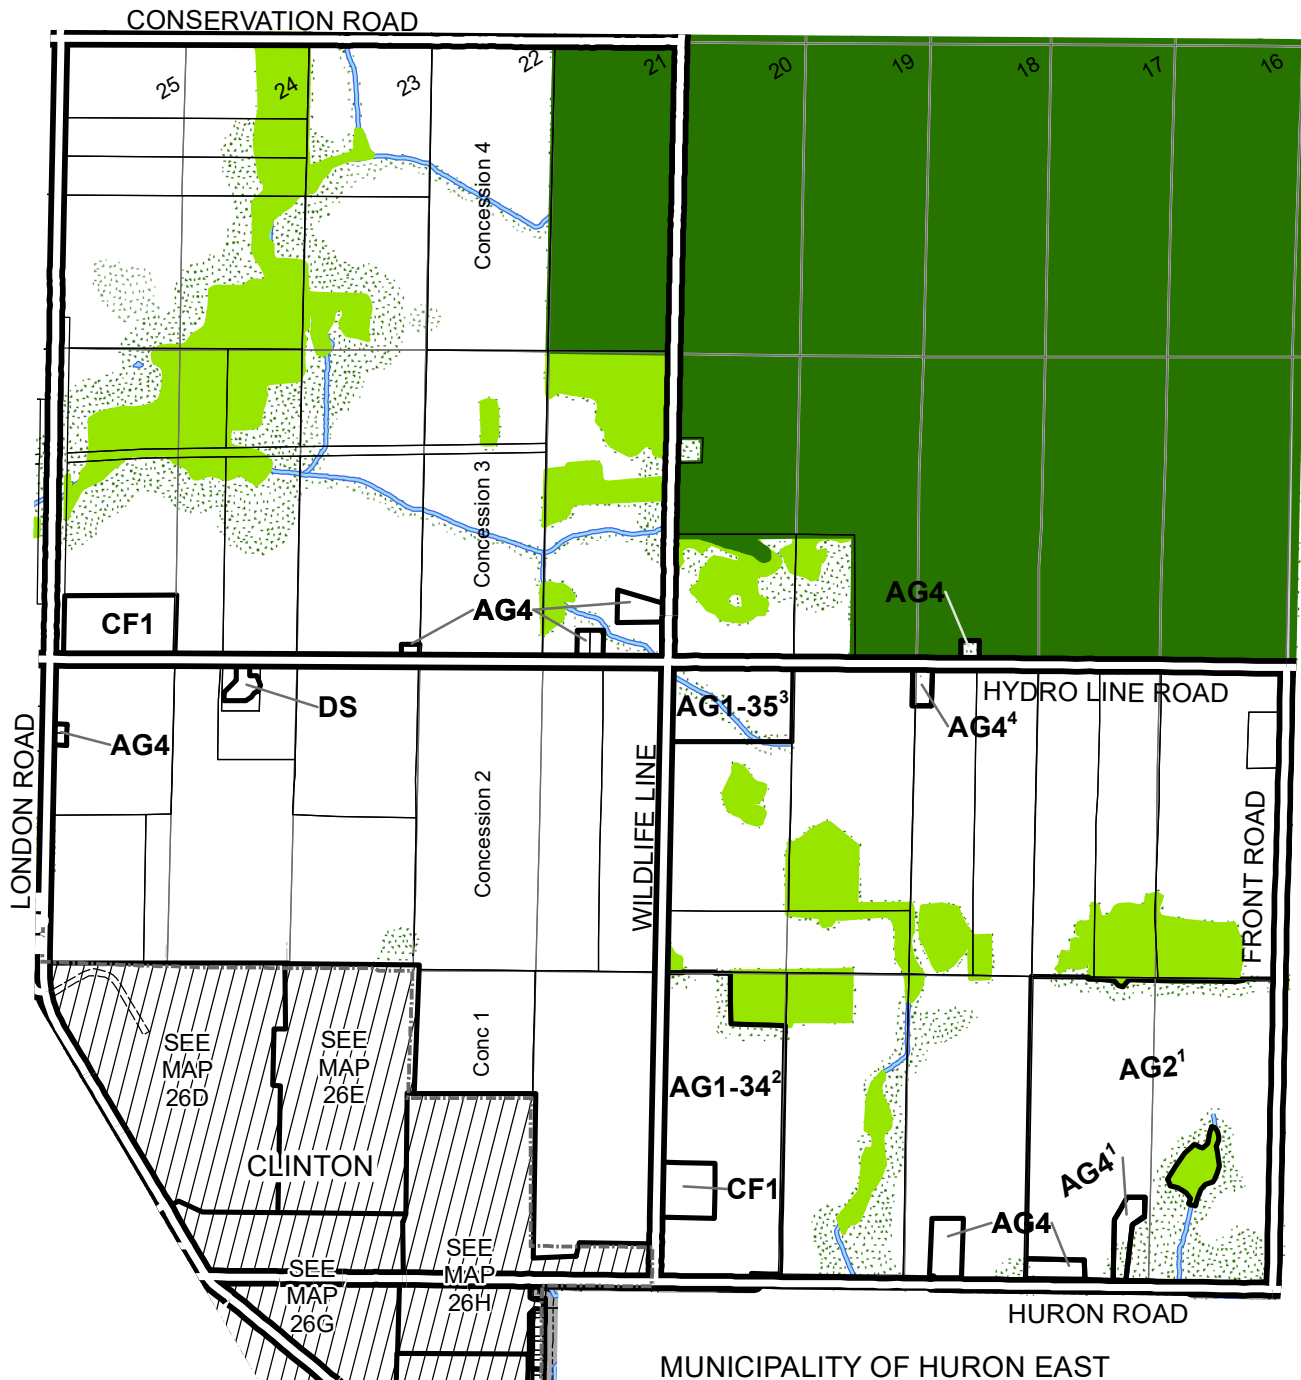 CONSERVATION ROAD
25
24
23
22
21
20
19
18
17
16
Concession 4
Concession 3
CF1
AG4
AG4
DS
AG4
AG1-35³
AG4⁴
HYDRO LINE ROAD
LONDON ROAD
WILDLIFE LINE
FRONT ROAD
Concession 2
Conc 1
SEE
MAP
26D
SEE
MAP
26E
CLINTON
AG1-34²
AG2¹
AG4¹
CF1
AG4
SEE
MAP
26G
SEE
MAP
26H
HURON ROAD
MUNICIPALITY OF HURON EAST